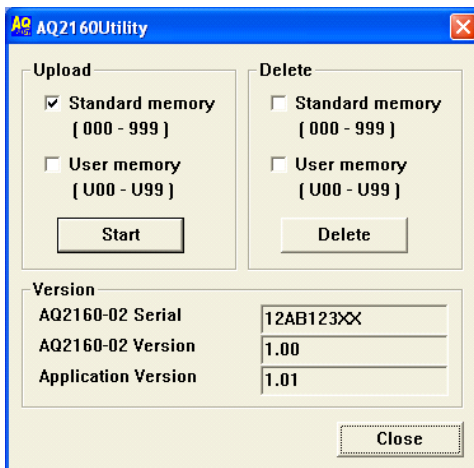 AQ2160Utility
Upload
Standard memory
( 000 - 999 )
User memory
( U00 - U99 )
Start
Delete
Standard memory
( 000 - 999 )
User memory
( U00 - U99 )
Delete
Version
AQ2160-02 Serial 12AB123XX
AQ2160-02 Version 1.00
Application Version 1.01
Close